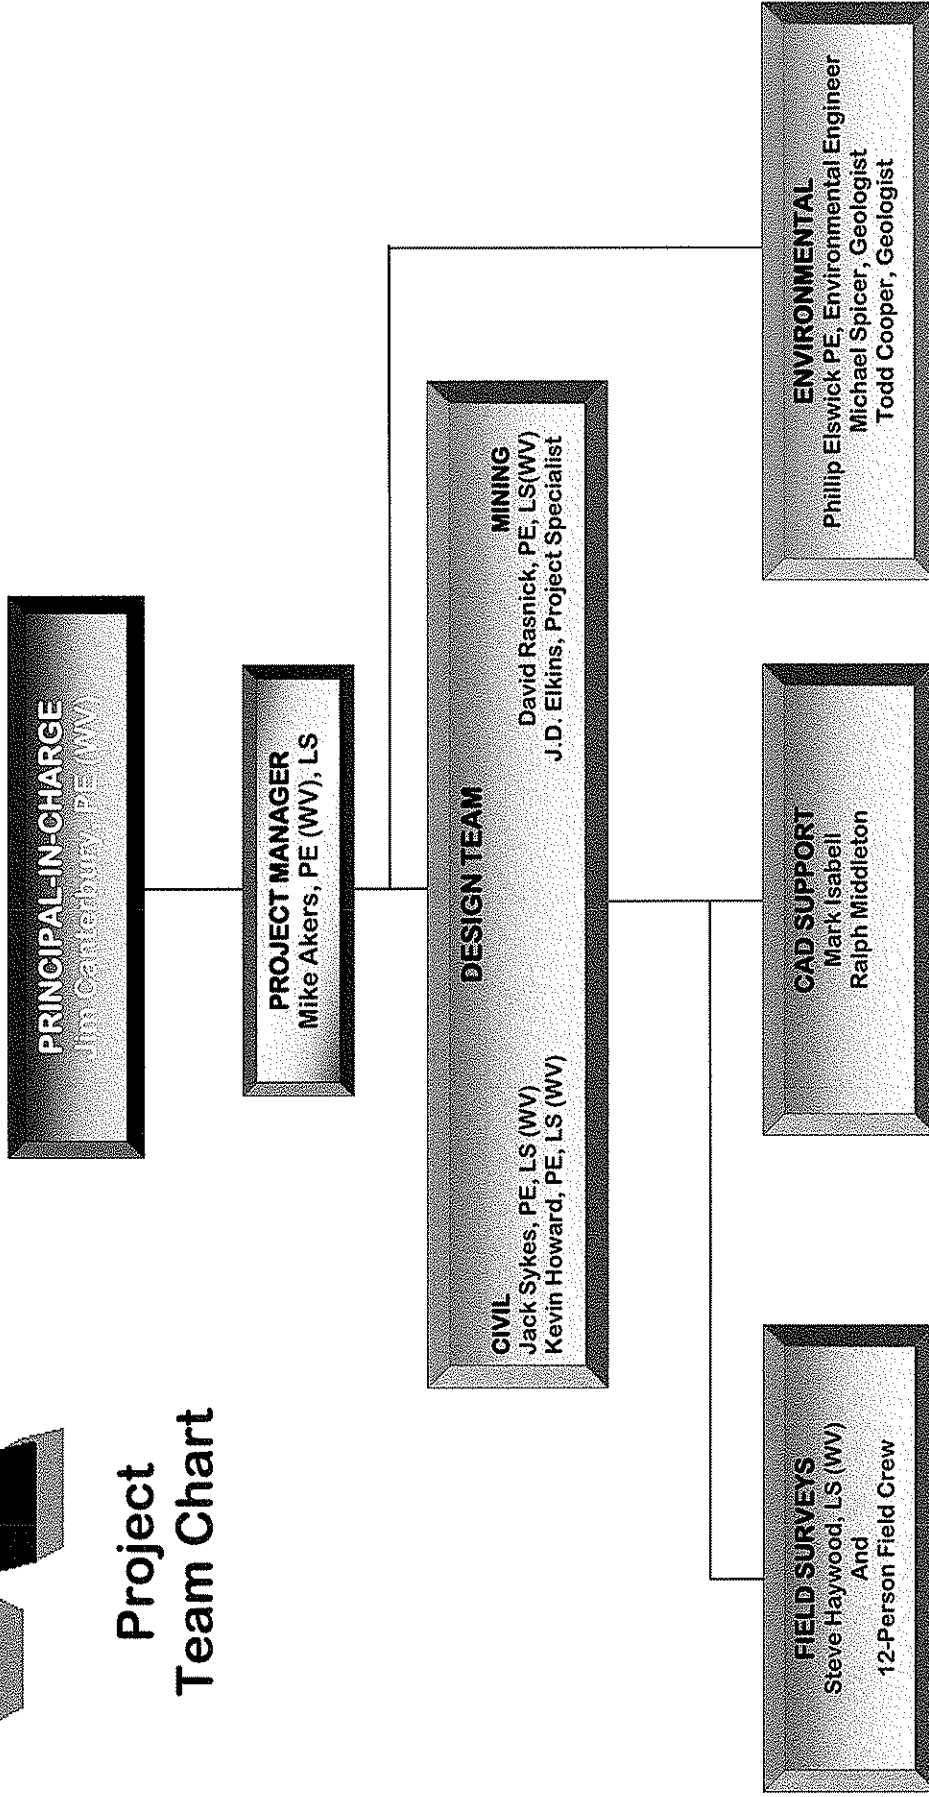 Project
Team Chart
PRINCIPAL-IN-CHARGE
Jim Canterbury, PE (WV)
PROJECT MANAGER
Mike Akers, PE (WV), LS
DESIGN TEAM
CIVIL
Jack Sykes, PE, LS (WV)
Kevin Howard, PE, LS (WV)
MINING
David Rasnick, PE, LS(WV)
J.D. Elkins, Project Specialist
FIELD SURVEYS
Steve Haywood, LS (WV)
And
12-Person Field Crew
CAD SUPPORT
Mark Isabell
Ralph Middleton
ENVIRONMENTAL
Phillip Elswick PE, Environmental Engineer
Michael Spicer, Geologist
Todd Cooper, Geologist